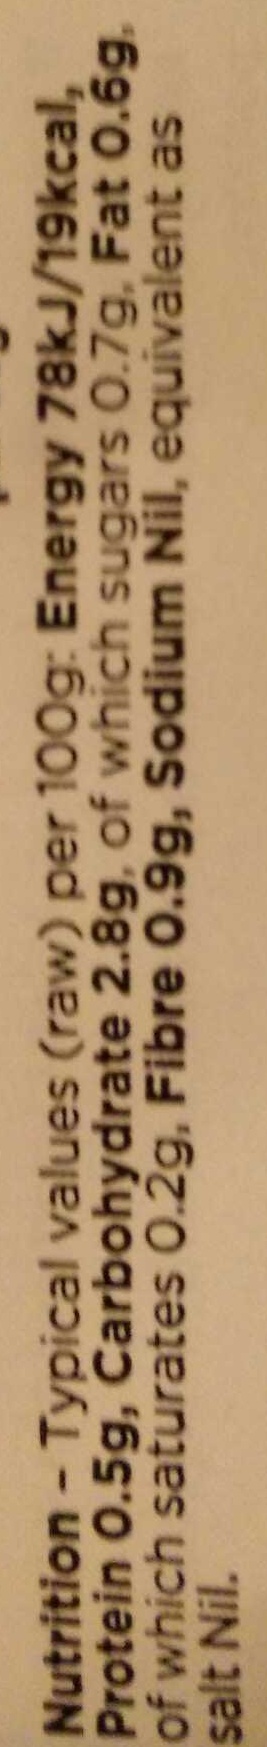 Nutrition - Typical values (raw) per 100g: Energy 78kJ/19kcal,
Protein 0.5g, Carbohydrate 2.8g, of which sugars 0.7g, Fat 0.6g,
of which saturates 0.2g, Fibre 0.9g, Sodium Nil, equivalent as
salt Nil.